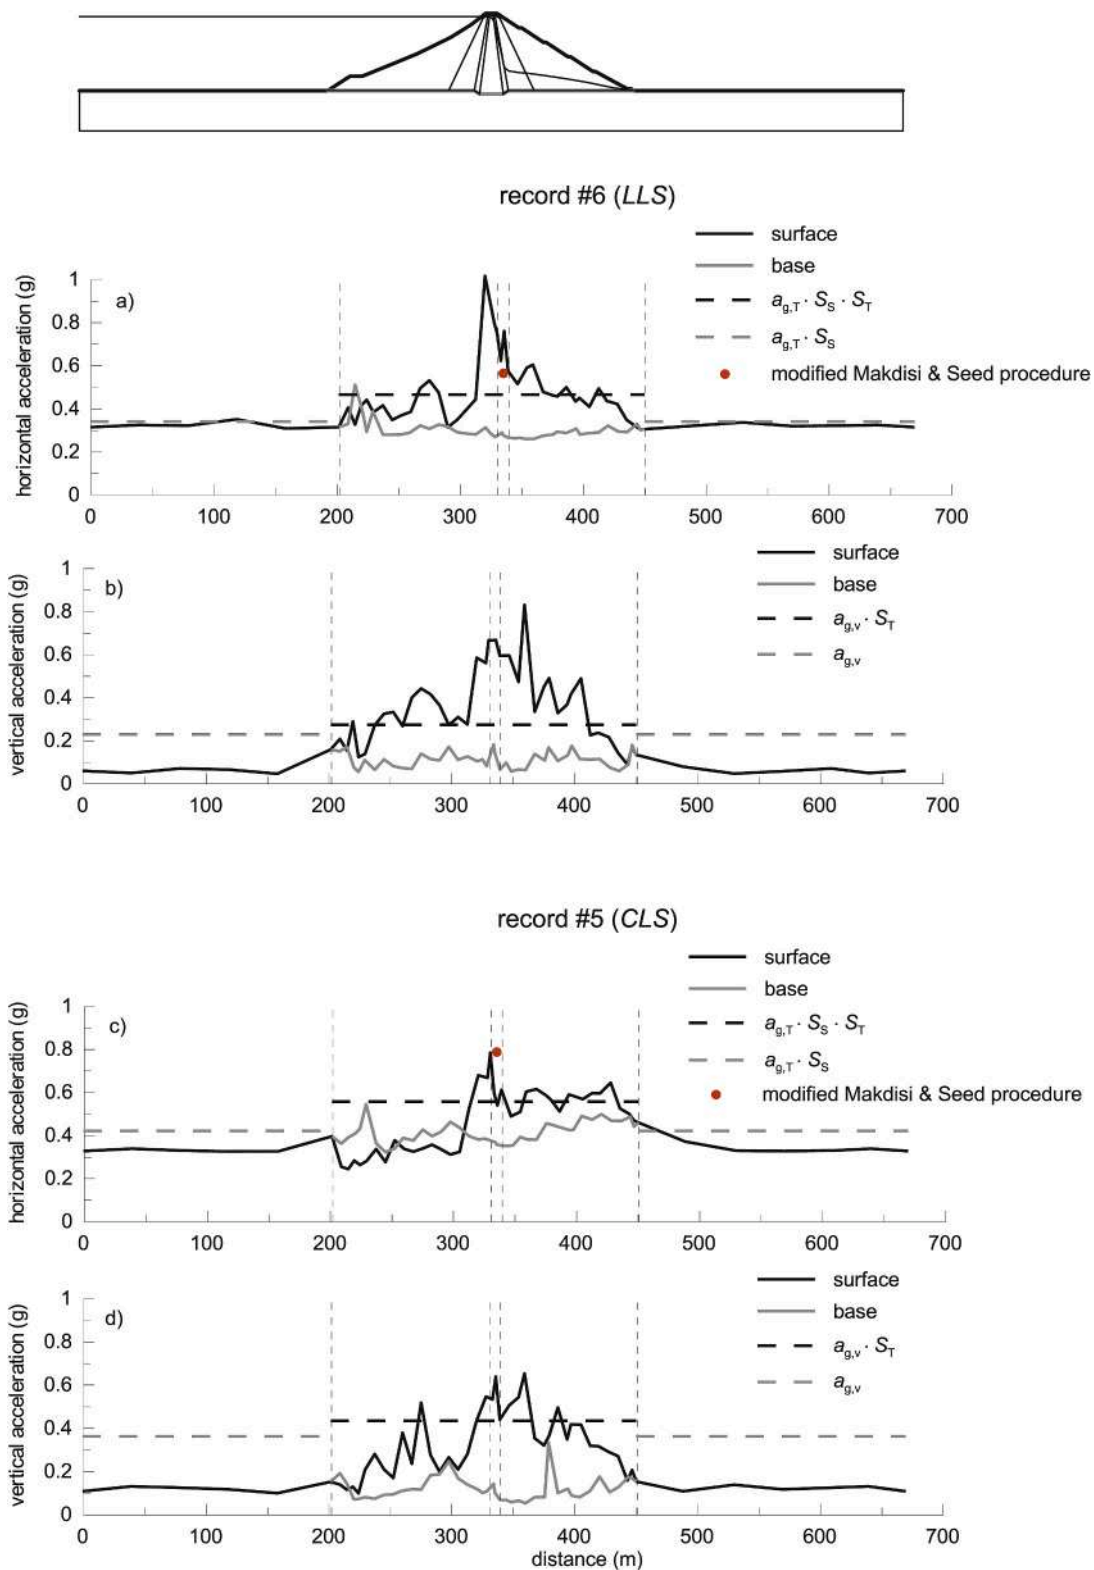 record #6 (LLS)
surface
base
a_g,T · S_S · S_T
a_g,T · S_S
modified Makdisi & Seed procedure
a)
horizontal acceleration (g)
1
0.8
0.6
0.4
0.2
0
0 100 200 300 400 500 600 700
surface
base
a_g,v · S_T
a_g,v
b)
vertical acceleration (g)
1
0.8
0.6
0.4
0.2
0
0 100 200 300 400 500 600 700
record #5 (CLS)
surface
base
a_g,T · S_S · S_T
a_g,T · S_S
modified Makdisi & Seed procedure
c)
horizontal acceleration (g)
1
0.8
0.6
0.4
0.2
0
0 100 200 300 400 500 600 700
surface
base
a_g,v · S_T
a_g,v
d)
vertical acceleration (g)
1
0.8
0.6
0.4
0.2
0
0 100 200 300 400 500 600 700
distance (m)